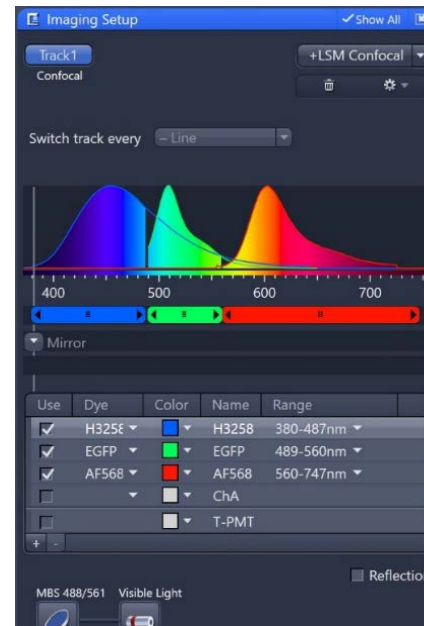 Imaging Setup Show All
Track1 +LSM Confocal
Confocal
Switch track every – Line
400 500 600 700
Mirror
Use Dye Color Name Range
H3258 H3258 380-487nm
EGFP EGFP 489-560nm
AF568 AF568 560-747nm
ChA
T-PMT
+ -
Reflectio
MBS 488/561 Visible Light